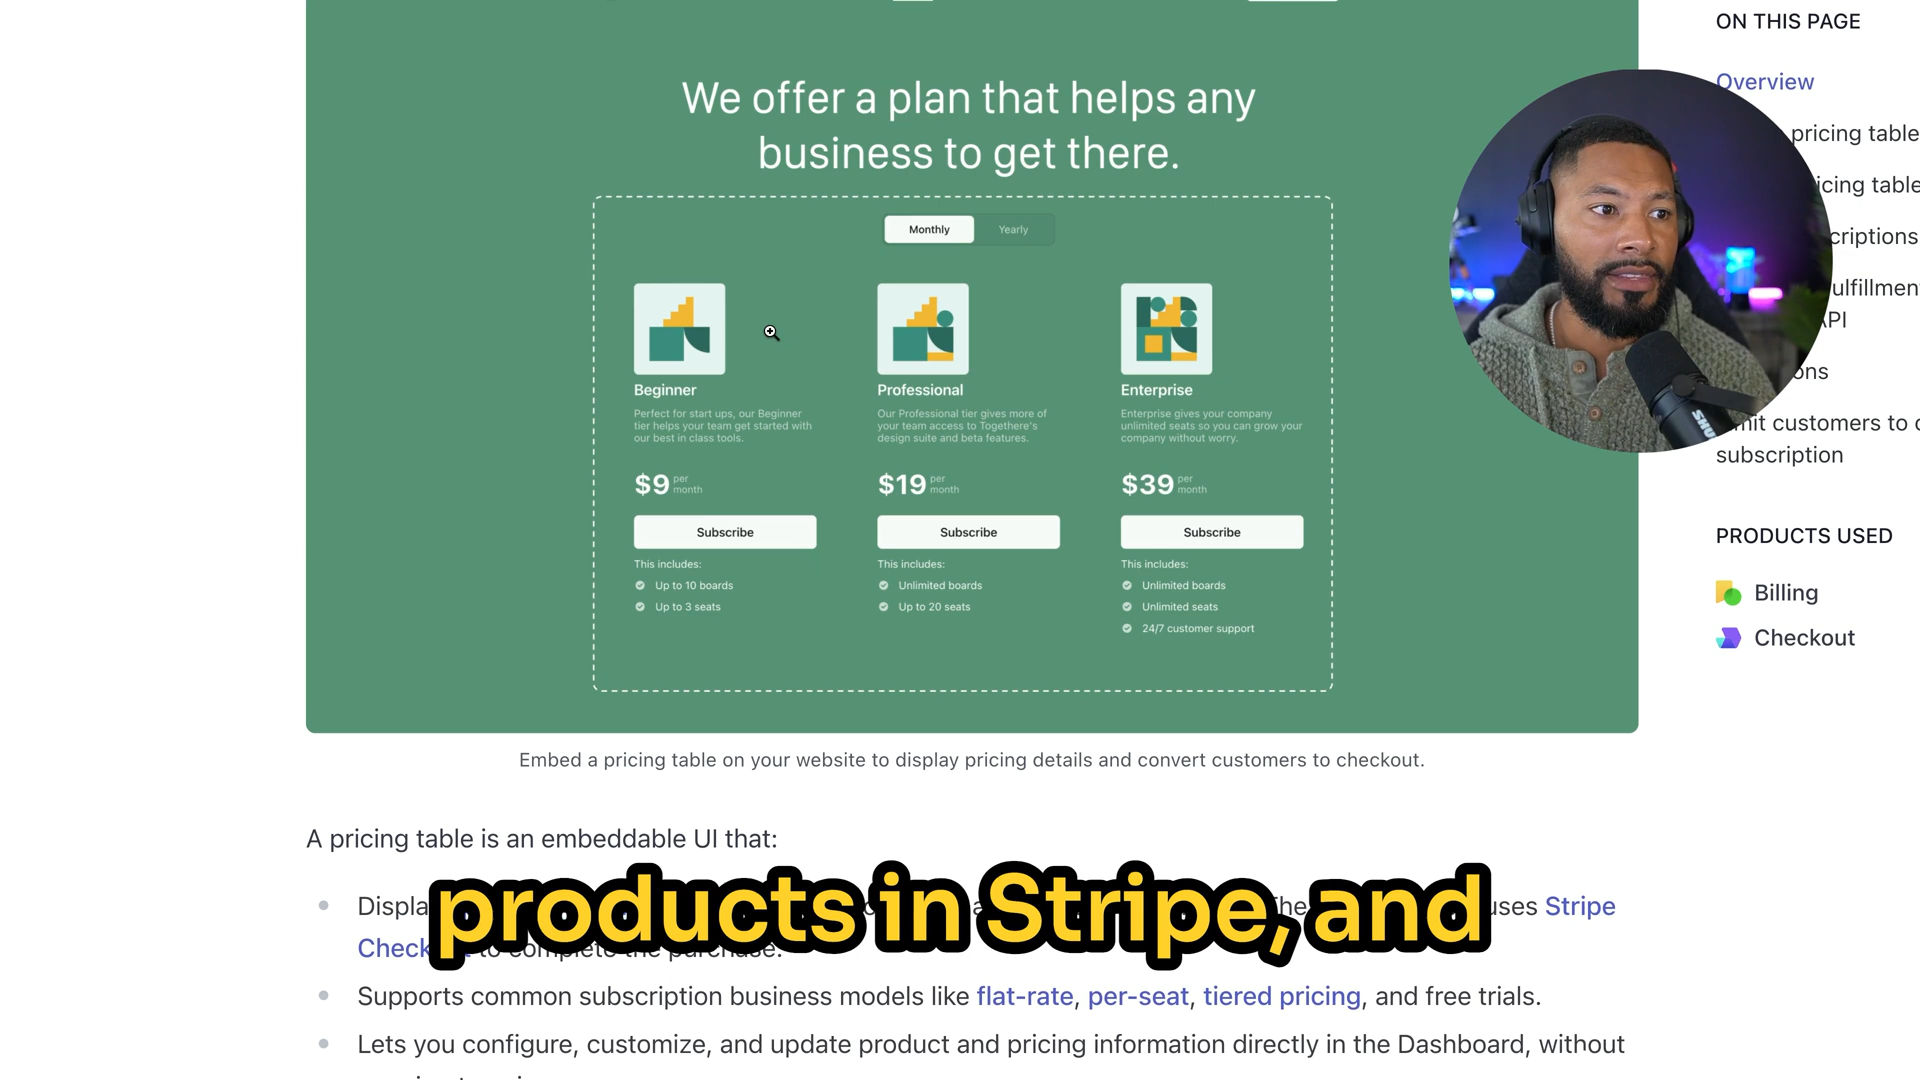 ON THIS PAGE
Overview
pricing table
icing table
criptions
API
subscription
PRODUCTS USED
Billing
Checkout
We offer a plan that helps any
business to get there.
Monthly
Yearly
Beginner
Perfect for start ups, our Beginner
tier helps your team get started with
our best in class tools.
$9 per
month
Subscribe
This includes:
Up to 10 boards
Up to 3 seats
Professional
Our Professional tier gives more of
your team access to Togethere's
design suite and beta features.
$19 per
month
Subscribe
This includes:
Unlimited boards
Up to 20 seats
Enterprise
Enterprise gives your company
unlimited seats so you can grow your
company without worry.
$39 per
month
Subscribe
This includes:
Unlimited boards
Unlimited seats
24/7 customer support
Embed a pricing table on your website to display pricing details and convert customers to checkout.
A pricing table is an embeddable UI that:
uses Stripe
to complete the purchase.
products in Stripe, and
Supports common subscription business models like flat-rate, per-seat, tiered pricing, and free trials.
Lets you configure, customize, and update product and pricing information directly in the Dashboard, without